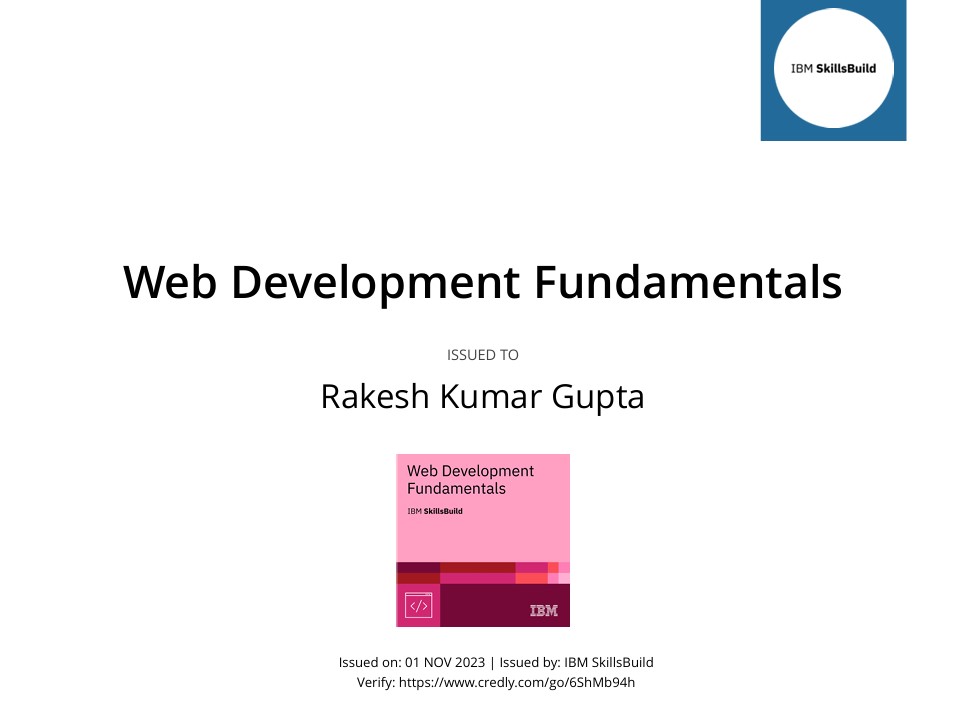 IBM SkillsBuild
Web Development Fundamentals
ISSUED TO
Rakesh Kumar Gupta
Web Development
Fundamentals
IBM SkillsBuild
</>
IBM
Issued on: 01 NOV 2023 | Issued by: IBM SkillsBuild
Verify: https://www.credly.com/go/6ShMb94h